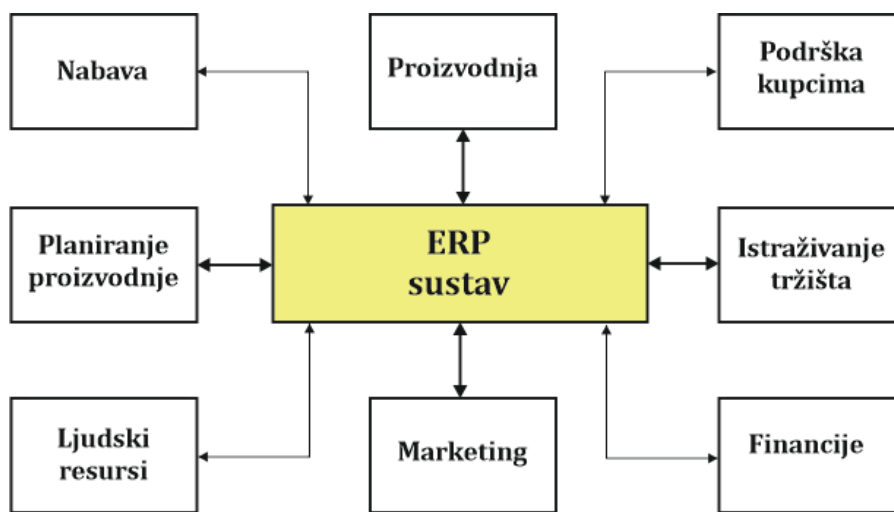 Nabava
Proizvodnja
Podrška
kupcima
Planiranje
proizvodnje
ERP
sustav
Istraživanje
tržišta
Ljudski
resursi
Marketing
Financije